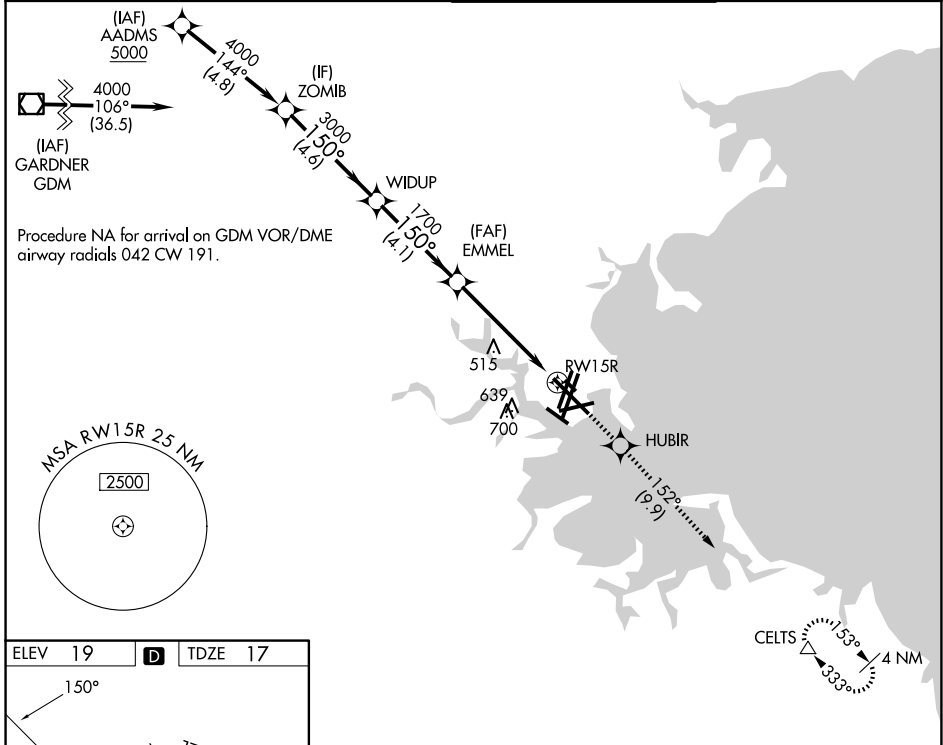 (IAF)
AADMS
5000
4000
144°
(4.8)
(IF)
ZOMIB
4000
106°
(36.5)
(IAF)
GARDNER
GDM
3000
150°
(4.6)
WIDUP
1700
150°
(4.1)
(FAF)
EMMEL
Procedure NA for arrival on GDM VOR/DME
airway radials 042 CW 191.
515
RW15R
639
700
HUBIR
152°
(9.9)
MSA RW15R 25 NM
2500
CELTS
153°
4 NM
333°
ELEV 19 D TDZE 17
150°